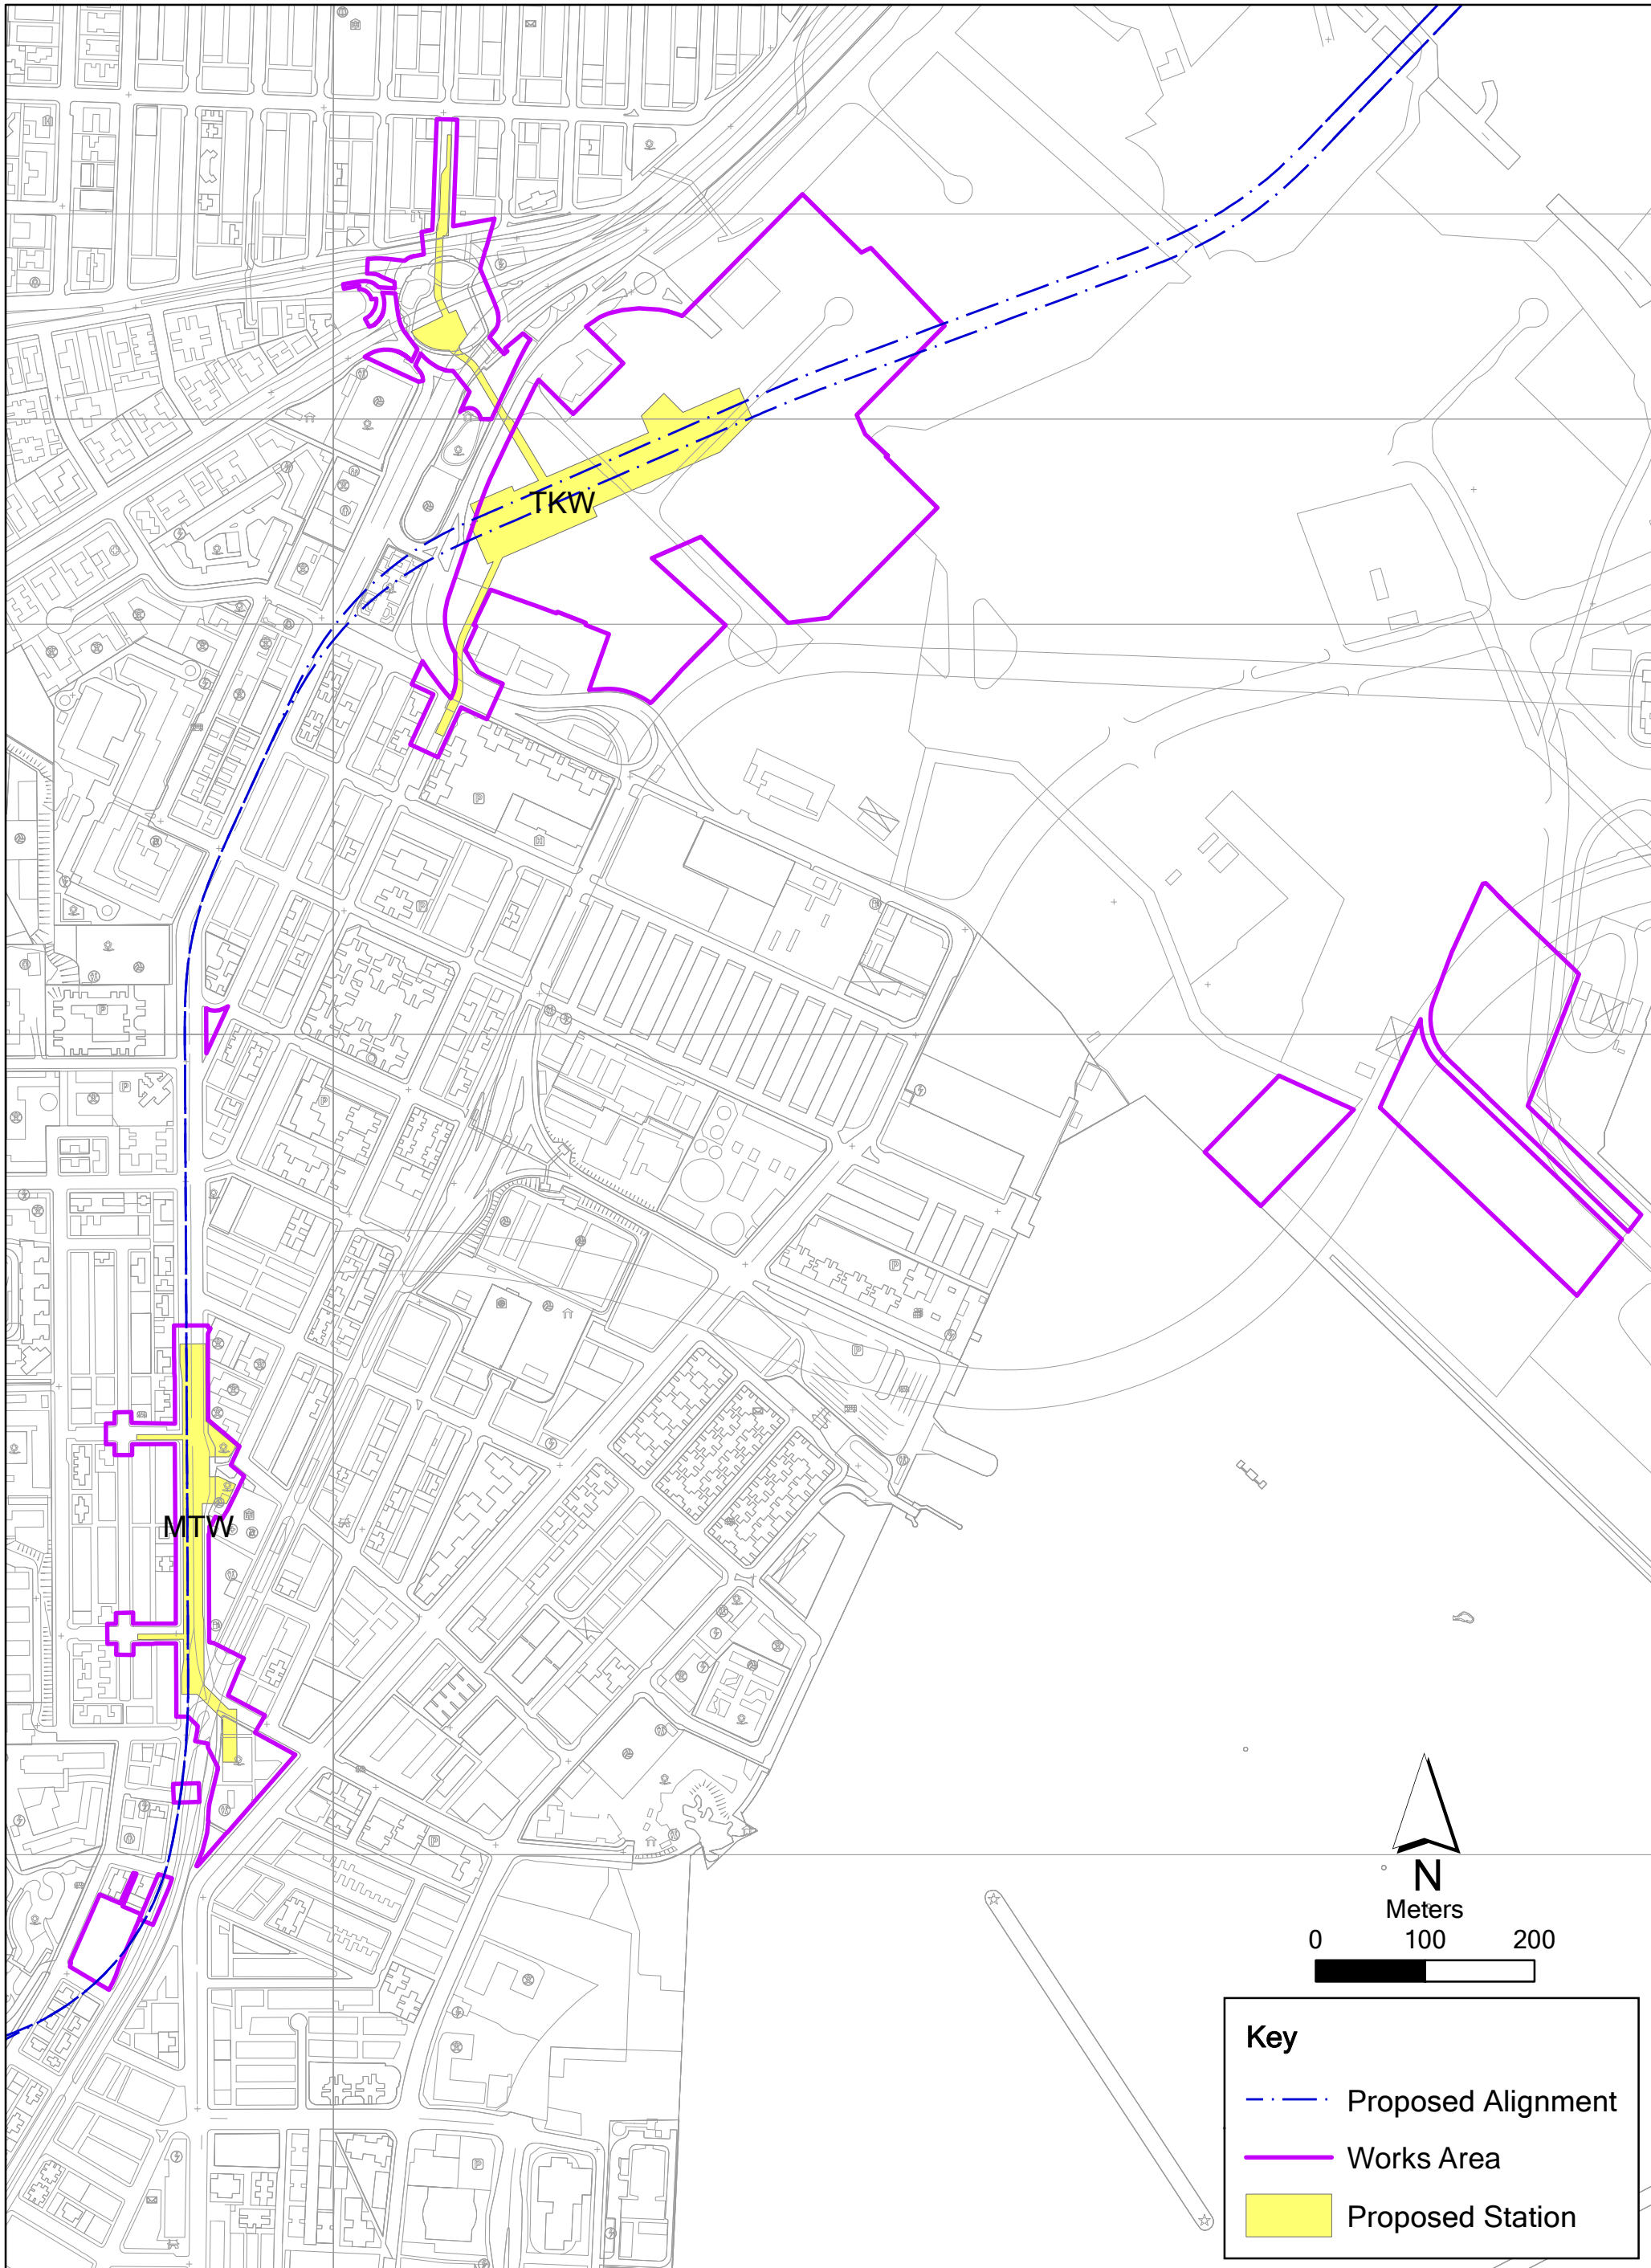 TKW
MTW
N
Meters
0 100 200
Key
Proposed Alignment
Works Area
Proposed Station